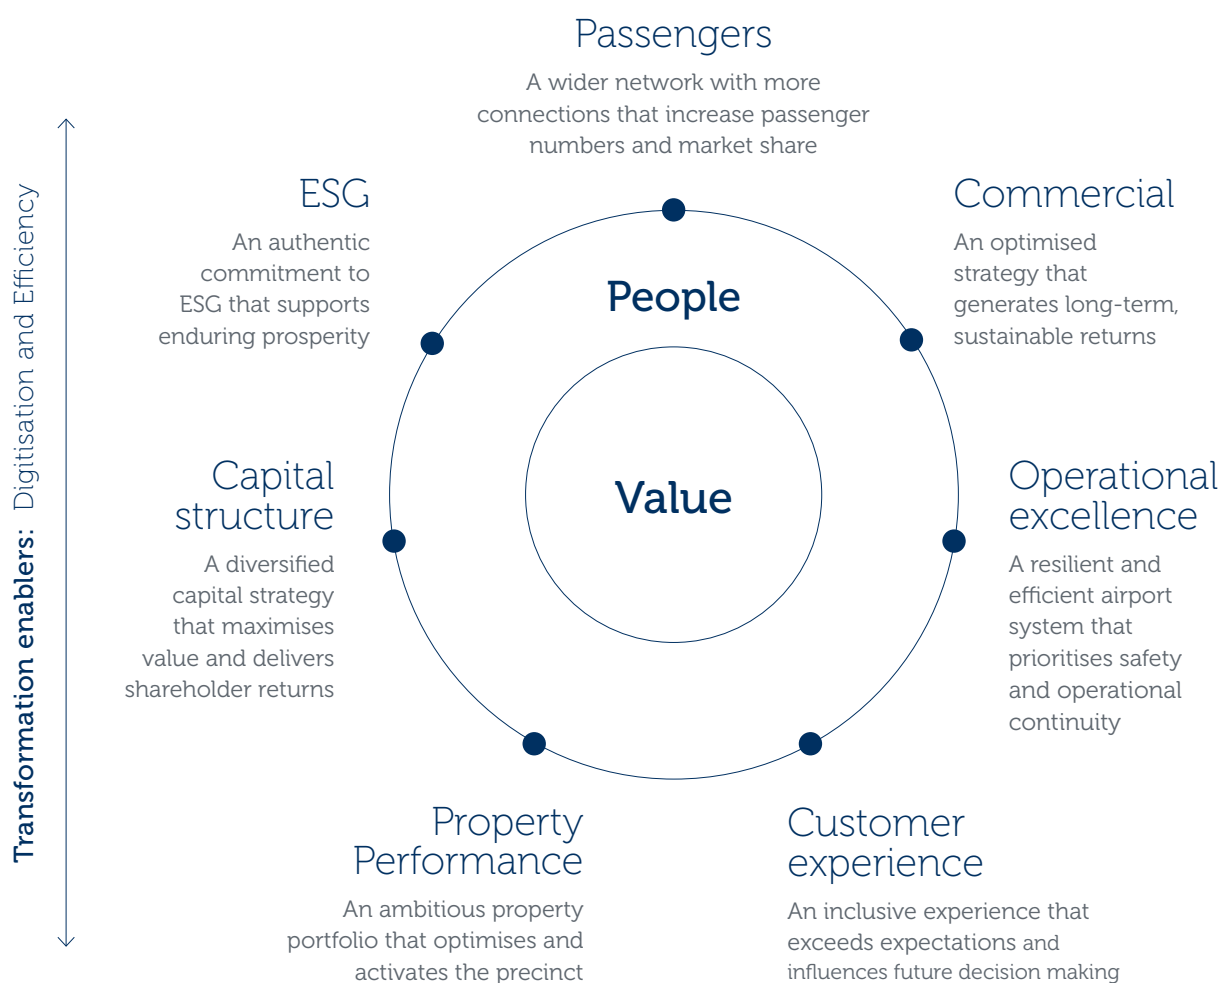 Passengers
A wider network with more
connections that increase passenger
numbers and market share
Commercial
An optimised
strategy that
generates long-term,
sustainable returns
Operational
excellence
A resilient and
efficient airport
system that
prioritises safety
and operational
continuity
Customer
experience
An inclusive experience that
exceeds expectations and
influences future decision making
Property
Performance
An ambitious property
portfolio that optimises and
activates the precinct
Capital
structure
A diversified
capital strategy
that maximises
value and delivers
shareholder returns
ESG
An authentic
commitment to
ESG that supports
enduring prosperity
People
Value
Transformation enablers: Digitisation and Efficiency